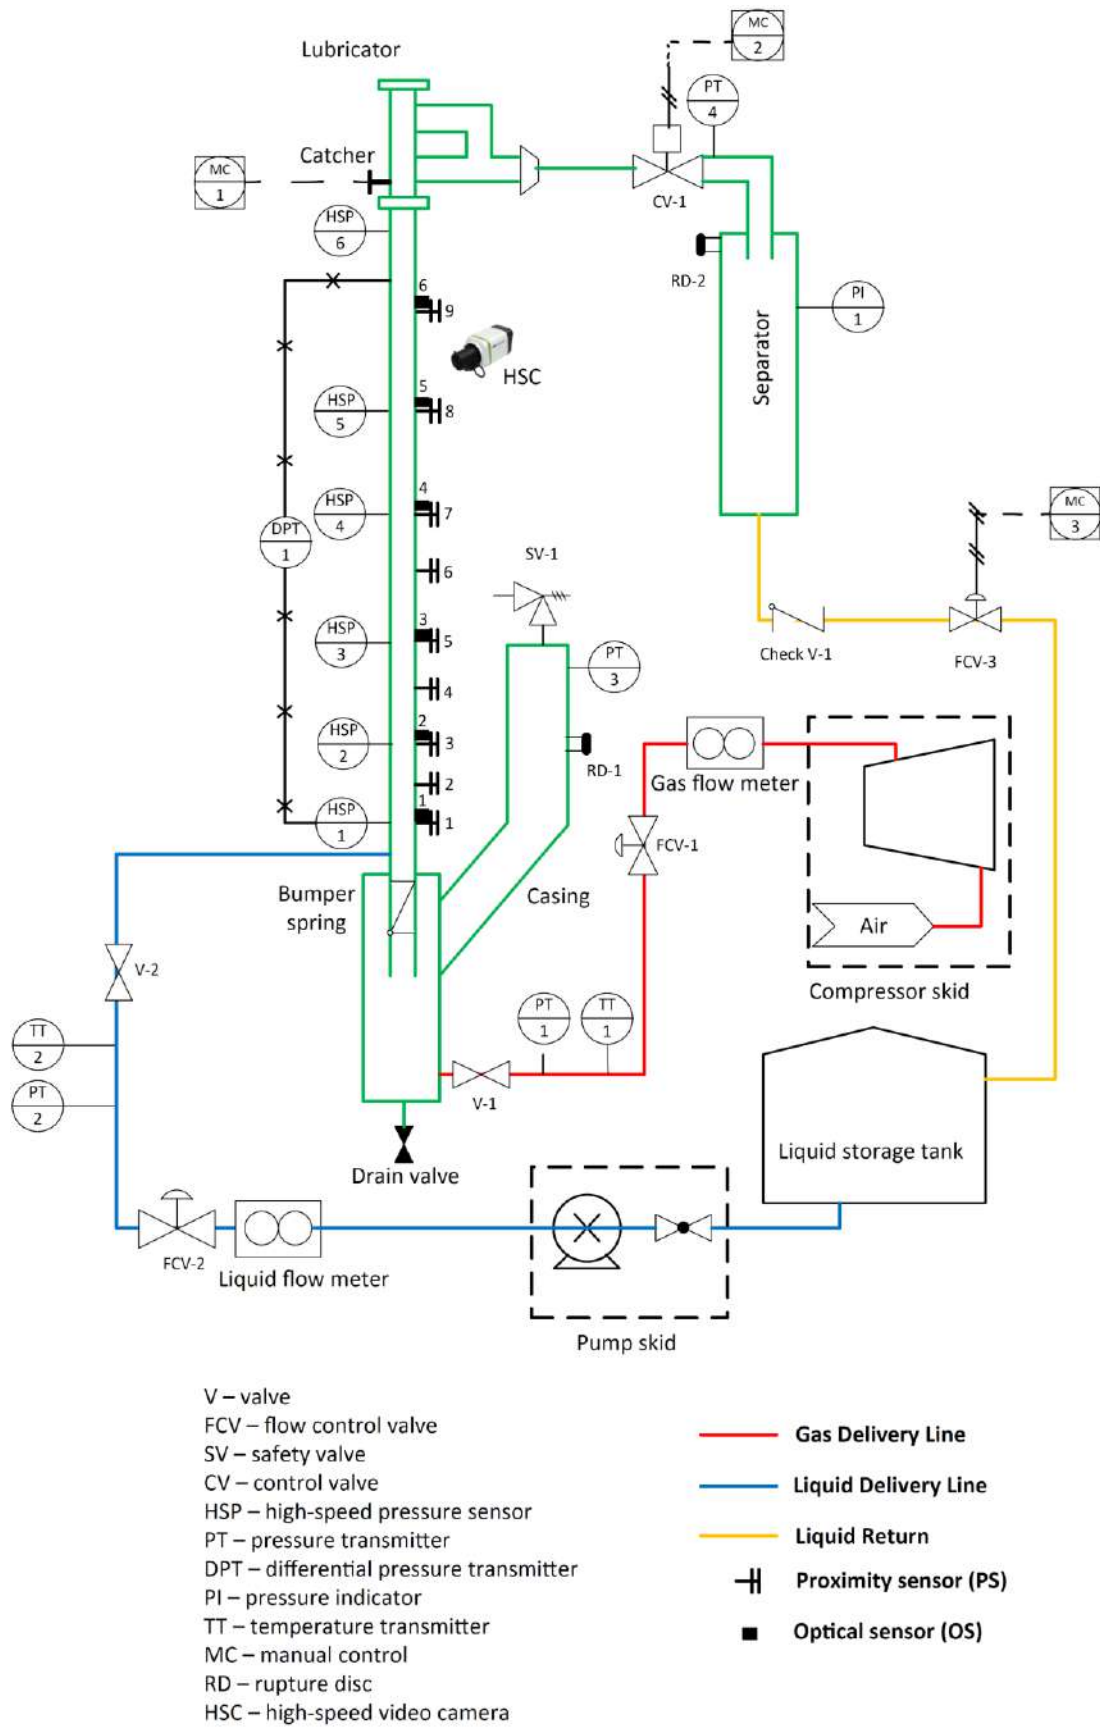 MC
2
Lubricator
PT
4
Catcher
MC
1
CV-1
HSP
6
RD-2
PI
1
6
9
Separator
HSC
HSP
5
5
8
HSP
4
4
7
MC
3
DPT
1
SV-1
6
HSP
3
3
5
PT
3
Check V-1
FCV-3
4
HSP
2
2
3
RD-1
Gas flow meter
2
HSP
1
1
1
FCV-1
Bumper
spring
Casing
Air
V-2
Compressor skid
PT
1
TT
1
TT
2
PT
2
V-1
Liquid storage tank
Drain valve
FCV-2
Liquid flow meter
Pump skid
V – valve
FCV – flow control valve
SV – safety valve
CV – control valve
HSP – high-speed pressure sensor
PT – pressure transmitter
DPT – differential pressure transmitter
PI – pressure indicator
TT – temperature transmitter
MC – manual control
RD – rupture disc
HSC – high-speed video camera
Gas Delivery Line
Liquid Delivery Line
Liquid Return
Proximity sensor (PS)
Optical sensor (OS)